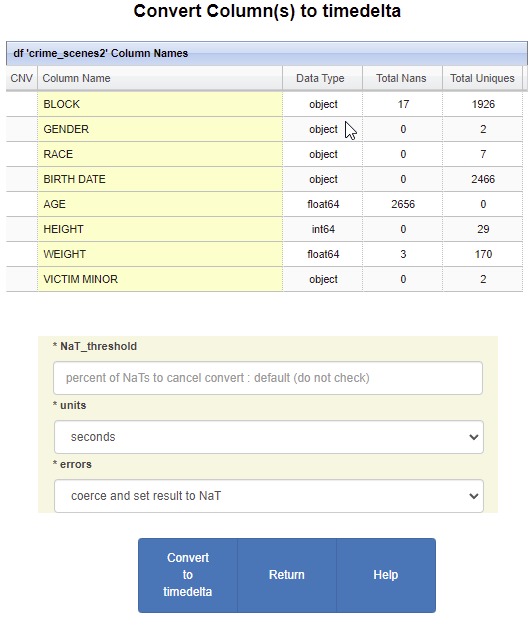 Convert Column(s) to timedelta
df 'crime_scenes2' Column Names
CNV Column Name Data Type Total Nans Total Uniques
BLOCK object 17 1926
GENDER object 0 2
RACE object 0 7
BIRTH DATE object 0 2466
AGE float64 2656 0
HEIGHT int64 0 29
WEIGHT float64 3 170
VICTIM MINOR object 0 2
* NaT_threshold
percent of NaTs to cancel convert : default (do not check)
* units
seconds
* errors
coerce and set result to NaT
Convert
to
timedelta
Return
Help